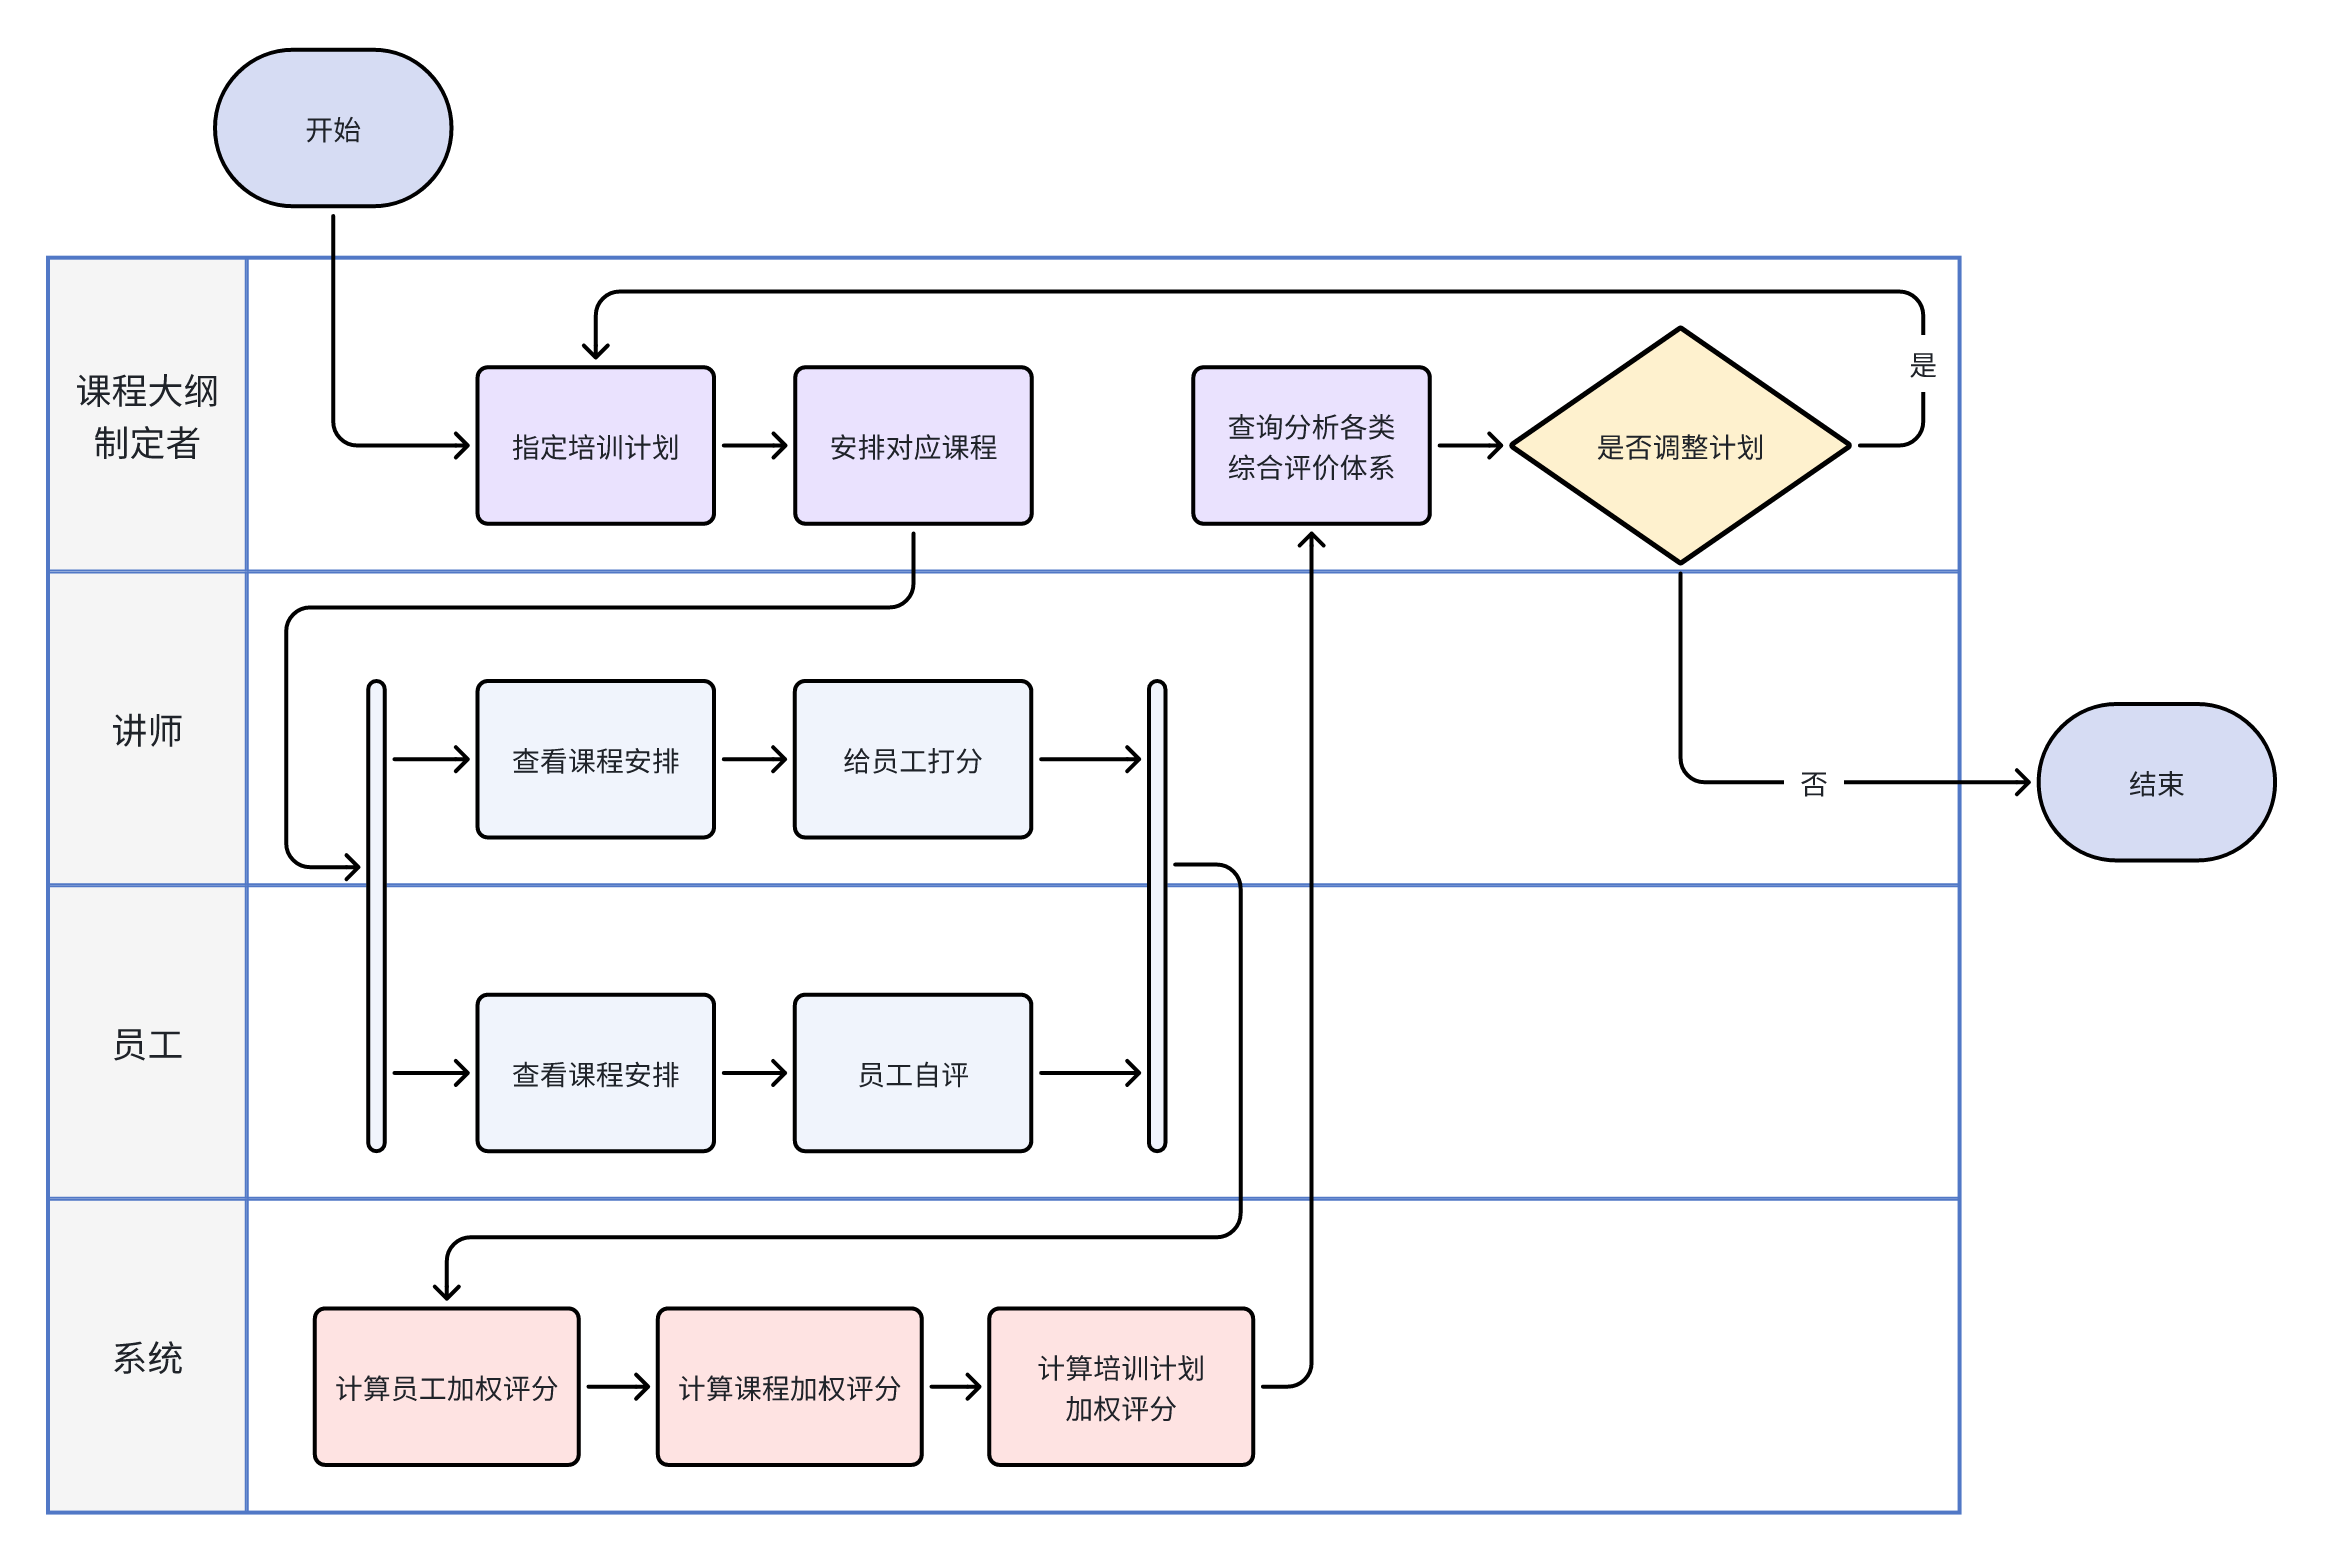 开始
课程大纲
制定者
指定培训计划
安排对应课程
查询分析各类
综合评价体系
是否调整计划
是
讲师
查看课程安排
给员工打分
否
结束
员工
查看课程安排
员工自评
系统
计算员工加权评分
计算课程加权评分
计算培训计划
加权评分